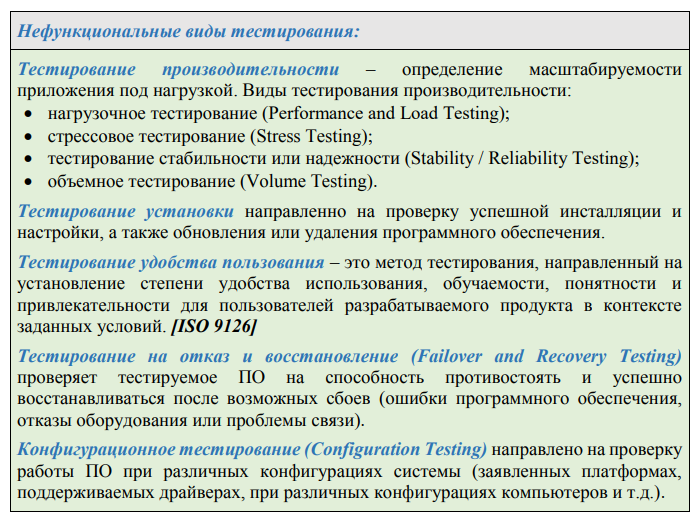 Нефункциональные виды тестирования:
Тестирование производительности – определение масштабируемости
приложения под нагрузкой. Виды тестирования производительности:
• нагрузочное тестирование (Performance and Load Testing);
• стрессовое тестирование (Stress Testing);
• тестирование стабильности или надежности (Stability / Reliability Testing);
• объемное тестирование (Volume Testing).
Тестирование установки направленно на проверку успешной инсталляции и
настройки, а также обновления или удаления программного обеспечения.
Тестирование удобства пользования – это метод тестирования, направленный на
установление степени удобства использования, обучаемости, понятности и
привлекательности для пользователей разрабатываемого продукта в контексте
заданных условий. [ISO 9126]
Тестирование на отказ и восстановление (Failover and Recovery Testing)
проверяет тестируемое ПО на способность противостоять и успешно
восстанавливаться после возможных сбоев (ошибки программного обеспечения,
отказы оборудования или проблемы связи).
Конфигурационное тестирование (Configuration Testing) направлено на проверку
работы ПО при различных конфигурациях системы (заявленных платформах,
поддерживаемых драйверах, при различных конфигурациях компьютеров и т.д.).